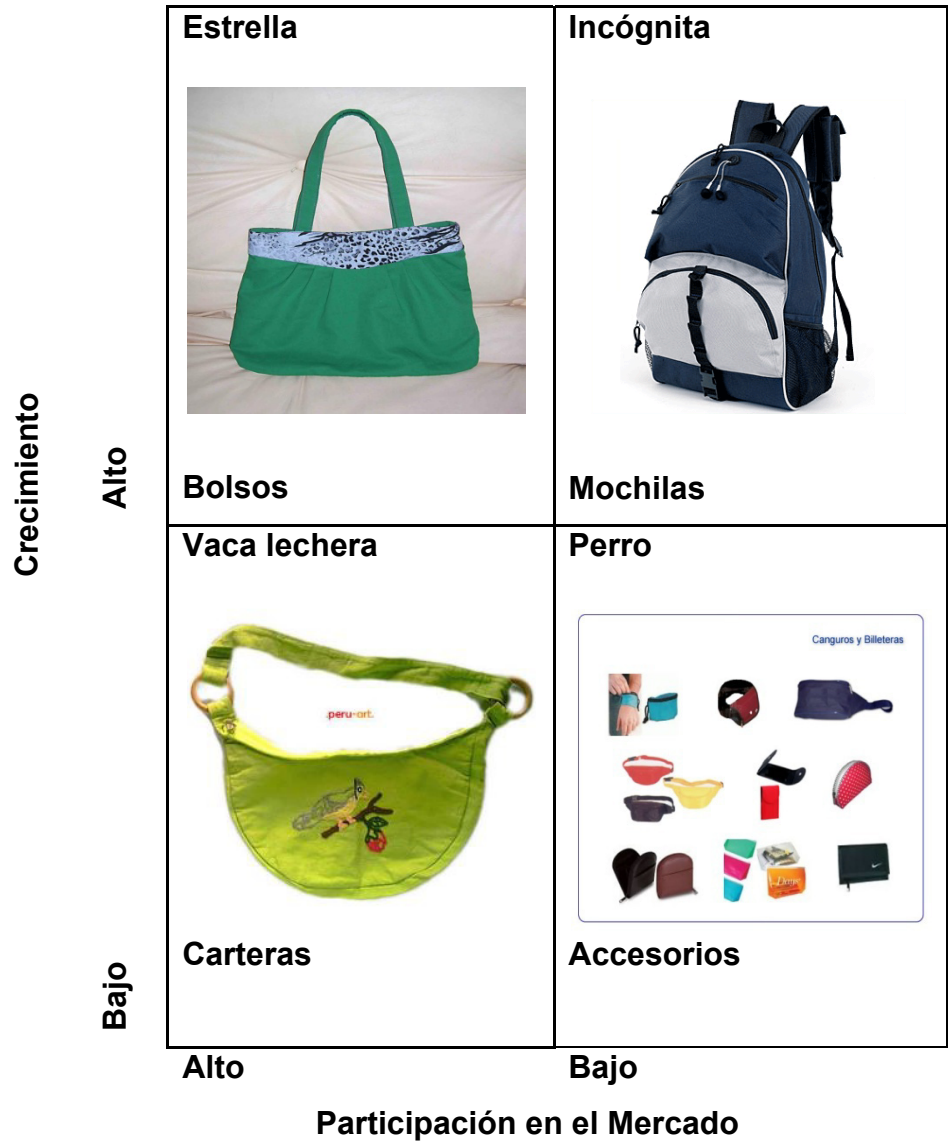 Estrella
Incógnita
Bolsos
Mochilas
Crecimiento
Alto
Vaca lechera
Perro
.peru-art.
Canguros y Billeteras
Carteras
Accesorios
Bajo
Alto
Bajo
Participación en el Mercado